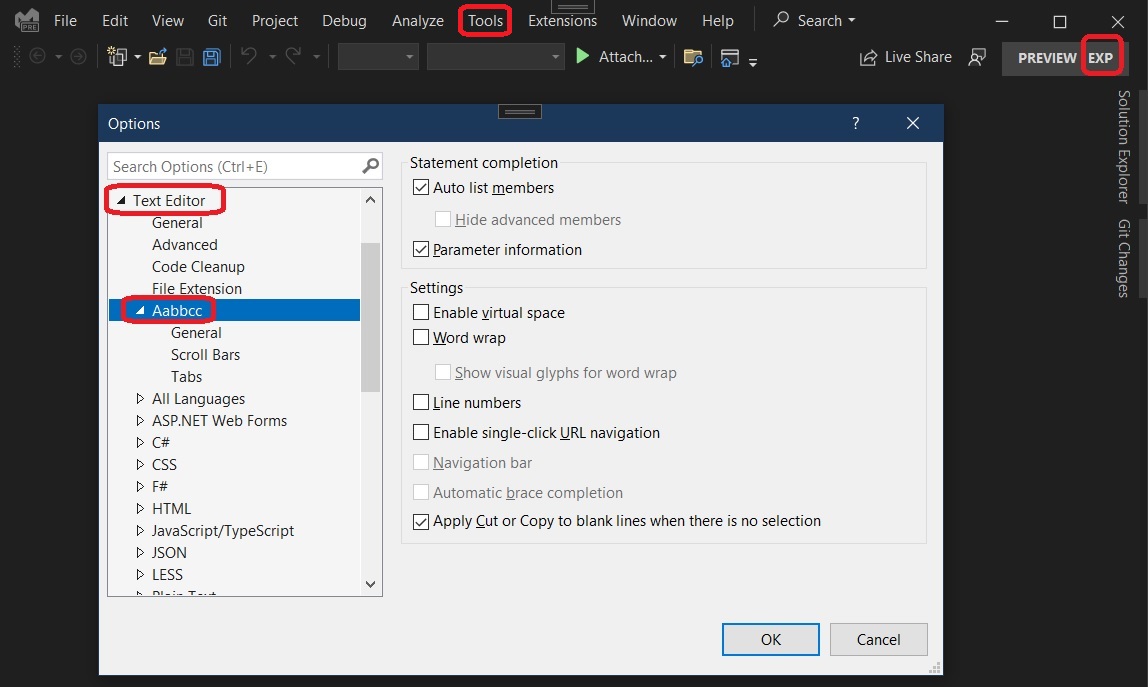 PRE File Edit View Git Project Debug Analyze Tools Extensions Window Help Search
Attach... Live Share PREVIEW EXP
Solution Explorer
Git Changes
Options ?
Search Options (Ctrl+E)
Text Editor
General
Advanced
Code Cleanup
File Extension
Aabbcc
General
Scroll Bars
Tabs
All Languages
ASP.NET Web Forms
C#
CSS
F#
HTML
JavaScript/TypeScript
JSON
LESS
Plain Text
Statement completion
Auto list members
Hide advanced members
Parameter information
Settings
Enable virtual space
Word wrap
Show visual glyphs for word wrap
Line numbers
Enable single-click URL navigation
Navigation bar
Automatic brace completion
Apply Cut or Copy to blank lines when there is no selection
OK Cancel